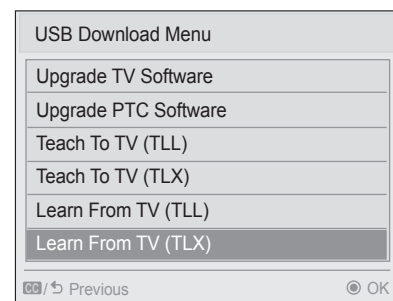 USB Download Menu
Upgrade TV Software
Upgrade PTC Software
Teach To TV (TLL)
Teach To TV (TLX)
Learn From TV (TLL)
Learn From TV (TLX)
CC/↰ Previous ◉ OK